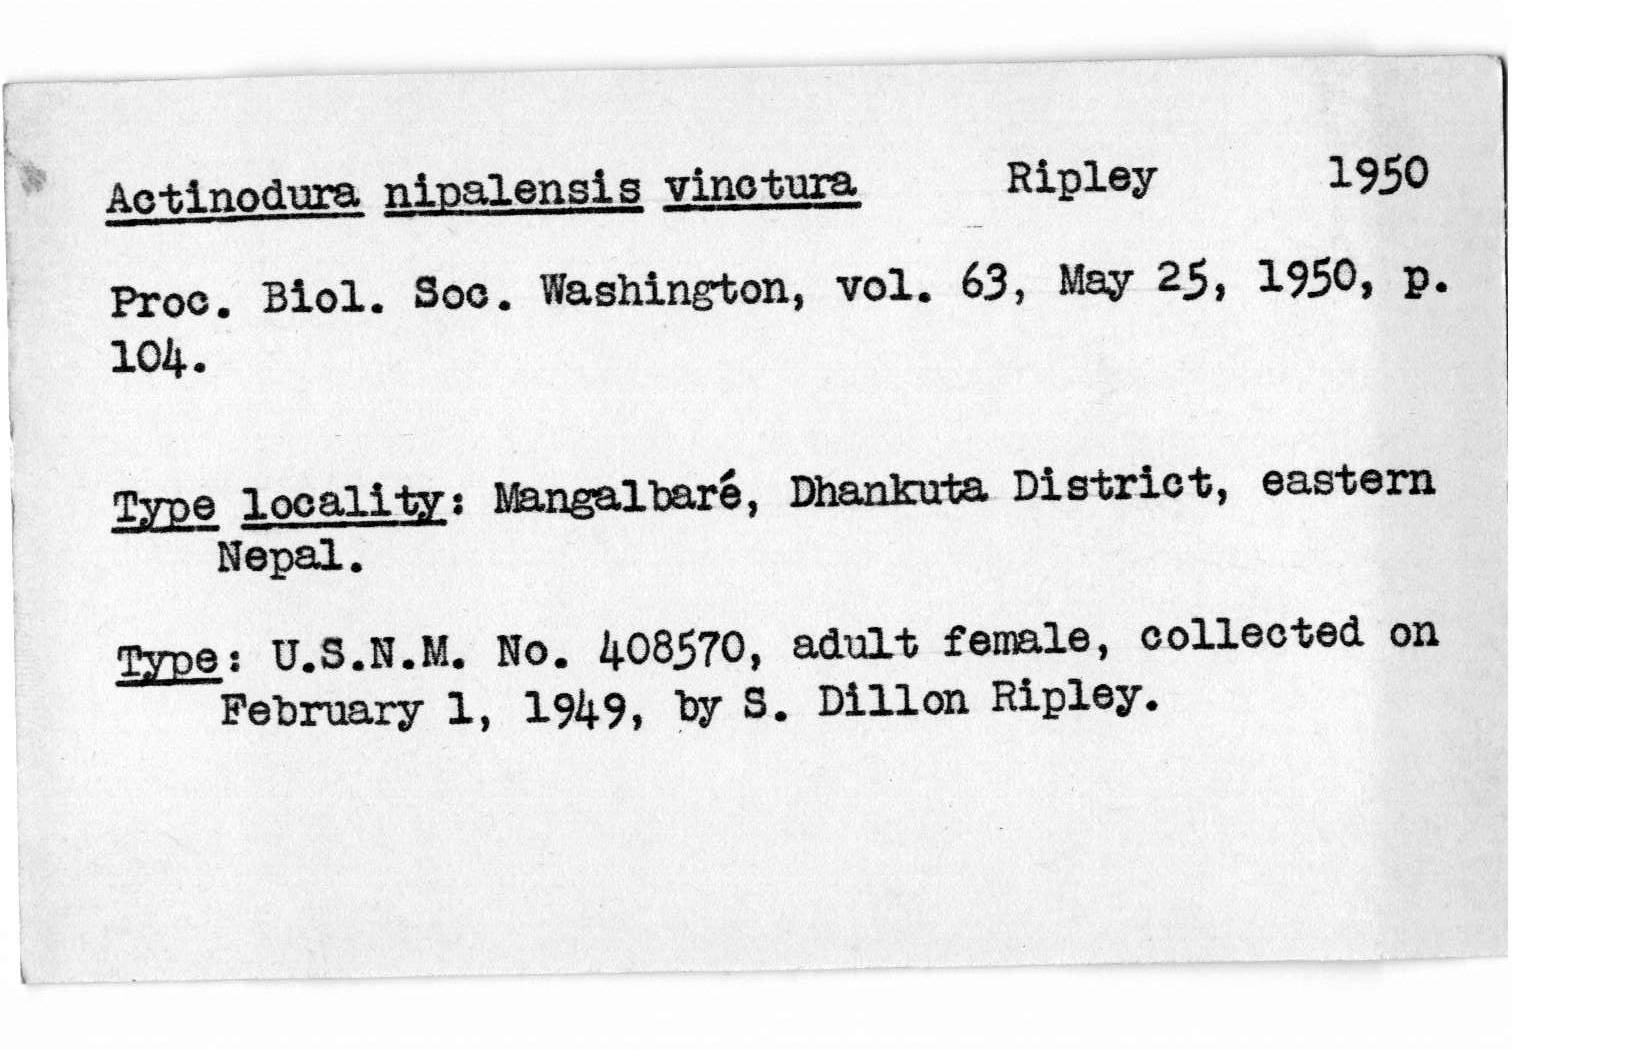 Actinodura nipalensis vinctura Ripley 1950
Proc. Biol. Soc. Washington, vol. 63, May 25, 1950, p.
104.
Type locality: Mangalbaré, Dhankuta District, eastern
Nepal.
Type: U.S.N.M. No. 408570, adult female, collected on
February 1, 1949, by S. Dillon Ripley.